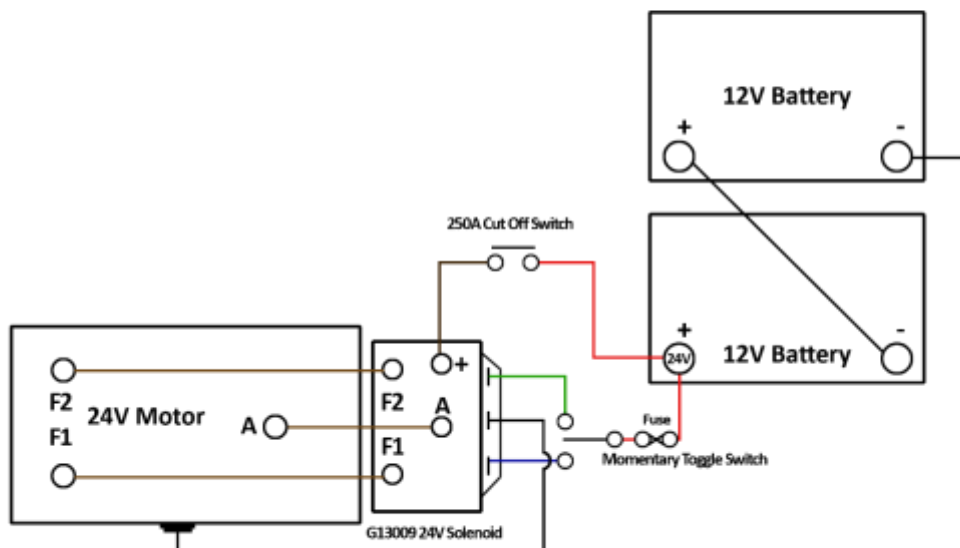 12V Battery
+ -
250A Cut Off Switch
+ -
24V 12V Battery
F2 F2 +
24V Motor A A
F1 F1
Fuse
Momentary Toggle Switch
G13009 24V Solenoid